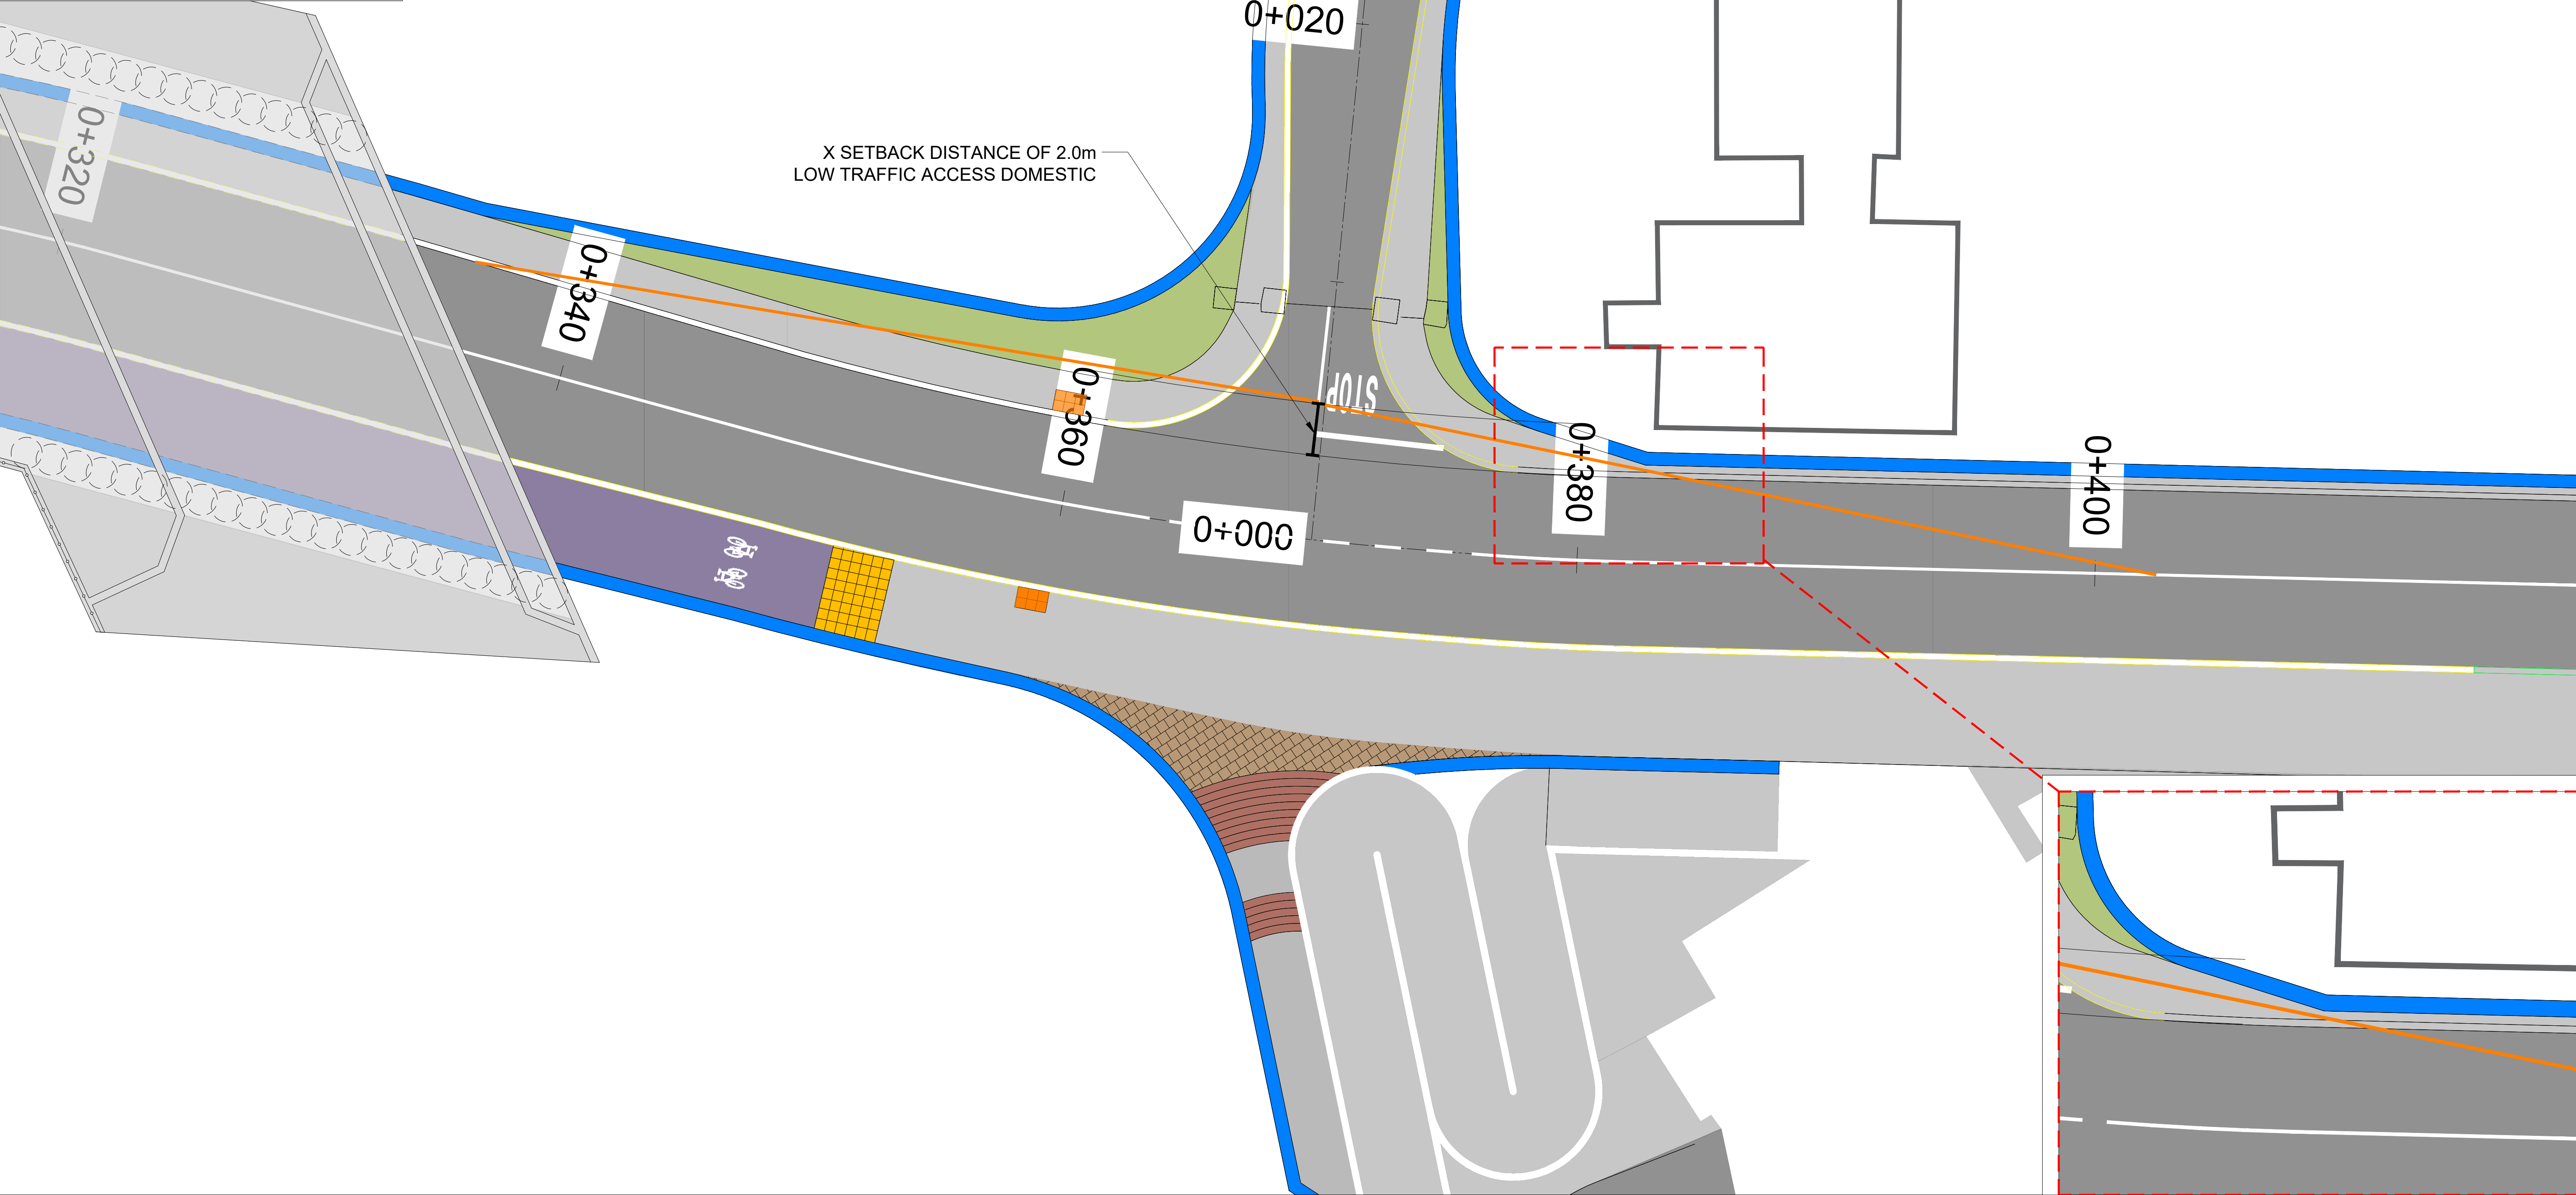 0+020
X SETBACK DISTANCE OF 2.0m
LOW TRAFFIC ACCESS DOMESTIC
0+320
0+340
0+360
STOP
0+380
0+400
0+000